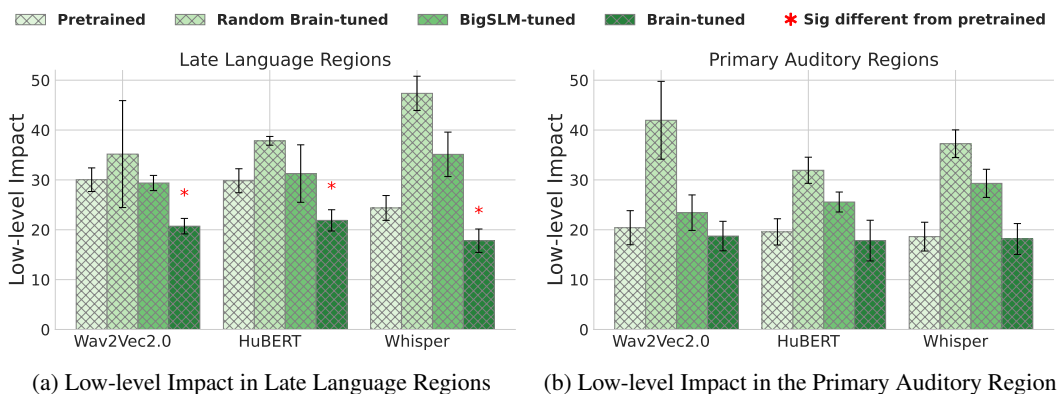 Pretrained Random Brain-tuned BigSLM-tuned Brain-tuned * Sig different from pretrained
Late Language Regions
Low-level Impact
50
40
30
20
10
0
*
*
*
Wav2Vec2.0 HuBERT Whisper
(a) Low-level Impact in Late Language Regions
Primary Auditory Regions
Low-level Impact
50
40
30
20
10
0
Wav2Vec2.0 HuBERT Whisper
(b) Low-level Impact in the Primary Auditory Region